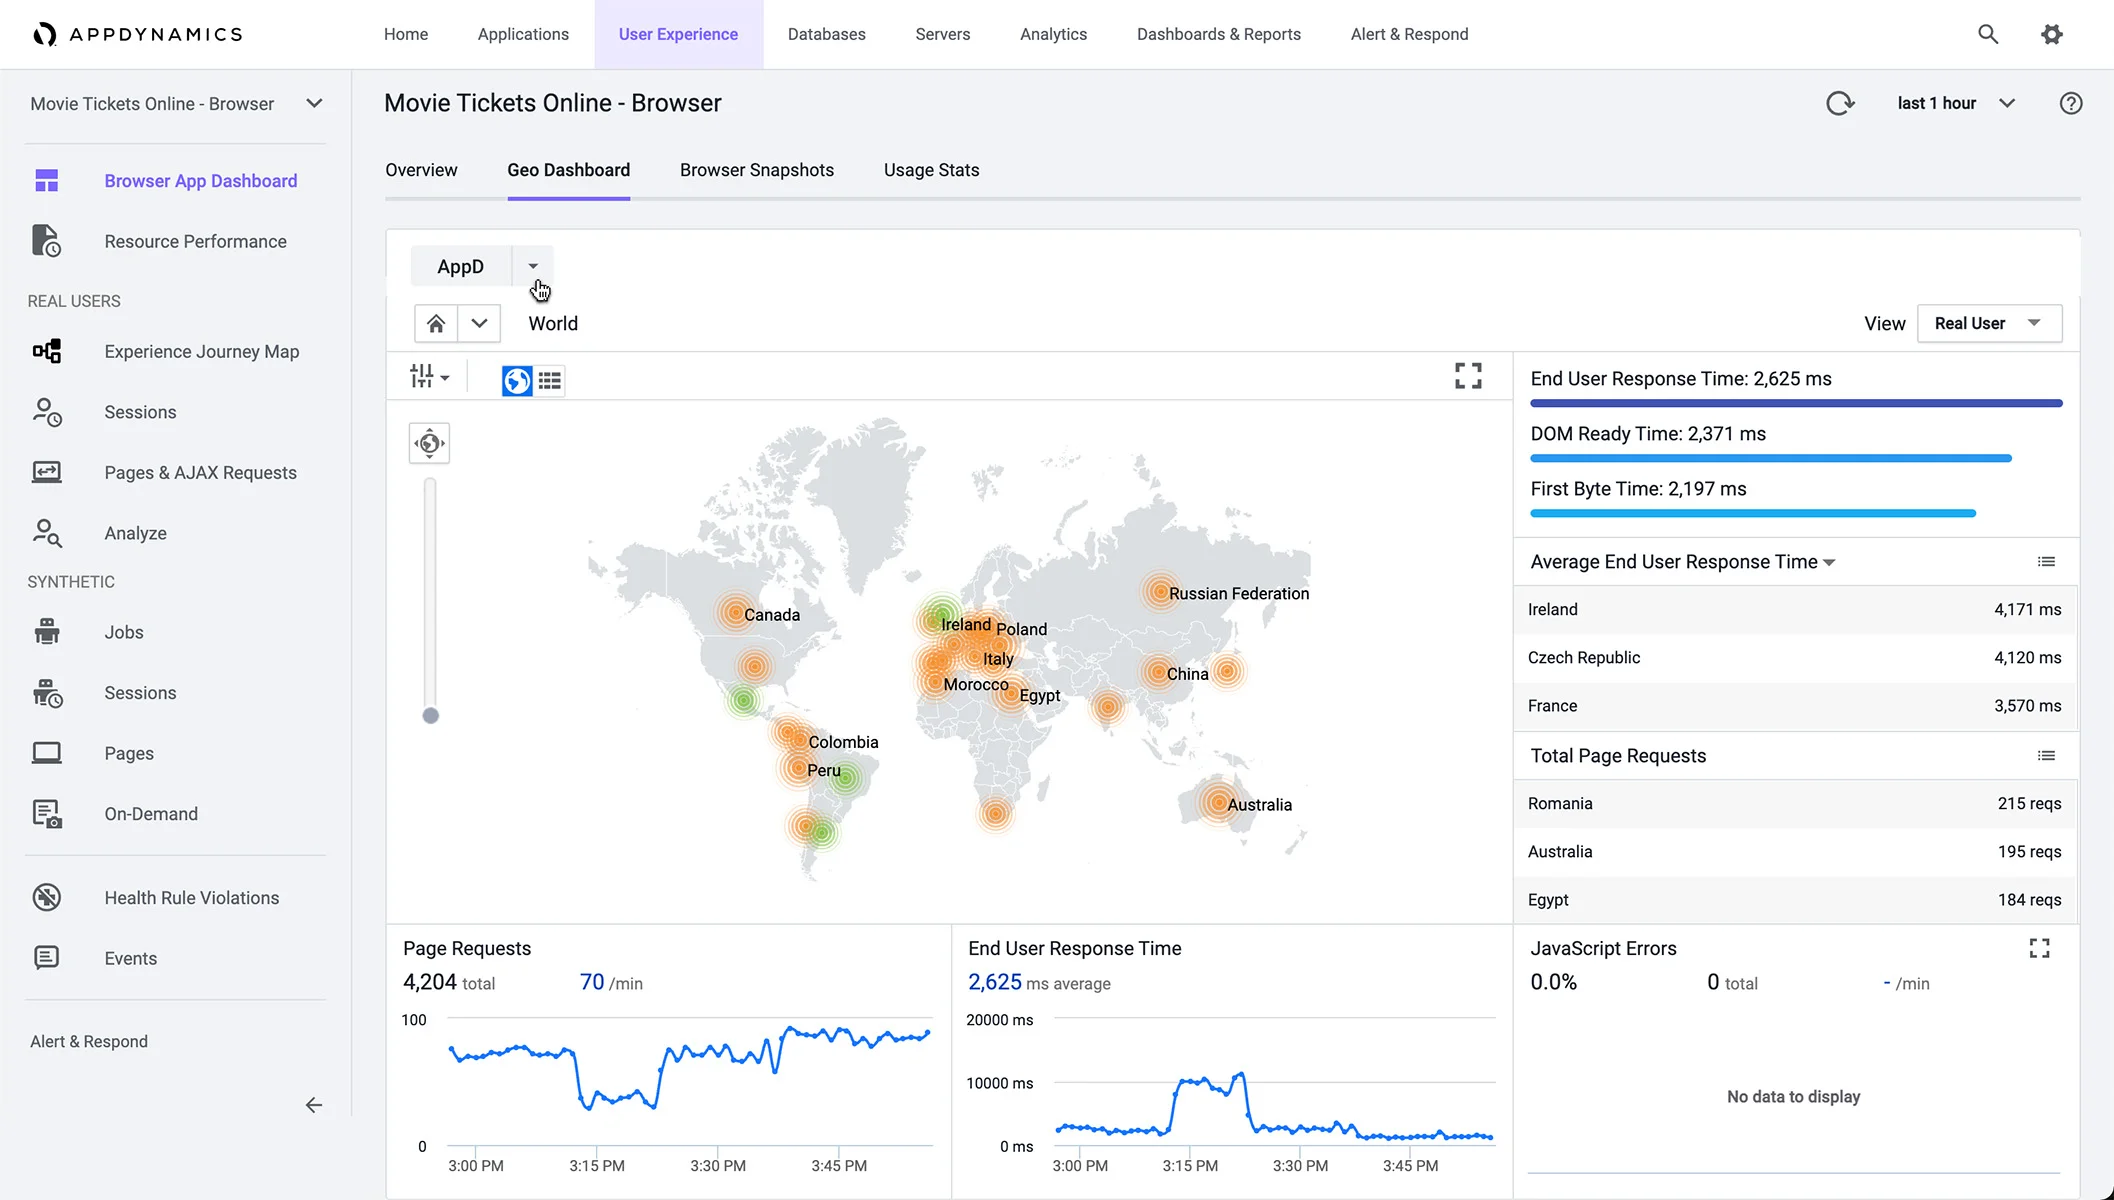 APPDYNAMICS
Home
Applications
User Experience
Databases
Servers
Analytics
Dashboards & Reports
Alert & Respond
Movie Tickets Online - Browser
Movie Tickets Online - Browser
last 1 hour
Browser App Dashboard
Resource Performance
REAL USERS
Experience Journey Map
Sessions
Pages & AJAX Requests
Analyze
SYNTHETIC
Jobs
Sessions
Pages
On-Demand
Health Rule Violations
Events
Alert & Respond
Overview
Geo Dashboard
Browser Snapshots
Usage Stats
AppD
World
View
Real User
Canada
Russian Federation
Ireland
Poland
Italy
China
Morocco
Egypt
Colombia
Peru
Australia
End User Response Time: 2,625 ms
DOM Ready Time: 2,371 ms
First Byte Time: 2,197 ms
Average End User Response Time
Ireland 4,171 ms
Czech Republic 4,120 ms
France 3,570 ms
Total Page Requests
Romania 215 reqs
Australia 195 reqs
Egypt 184 reqs
Page Requests
4,204 total 70 /min
100
0
3:00 PM 3:15 PM 3:30 PM 3:45 PM
End User Response Time
2,625 ms average
20000 ms
10000 ms
0 ms
3:00 PM 3:15 PM 3:30 PM 3:45 PM
JavaScript Errors
0.0% 0 total - /min
No data to display